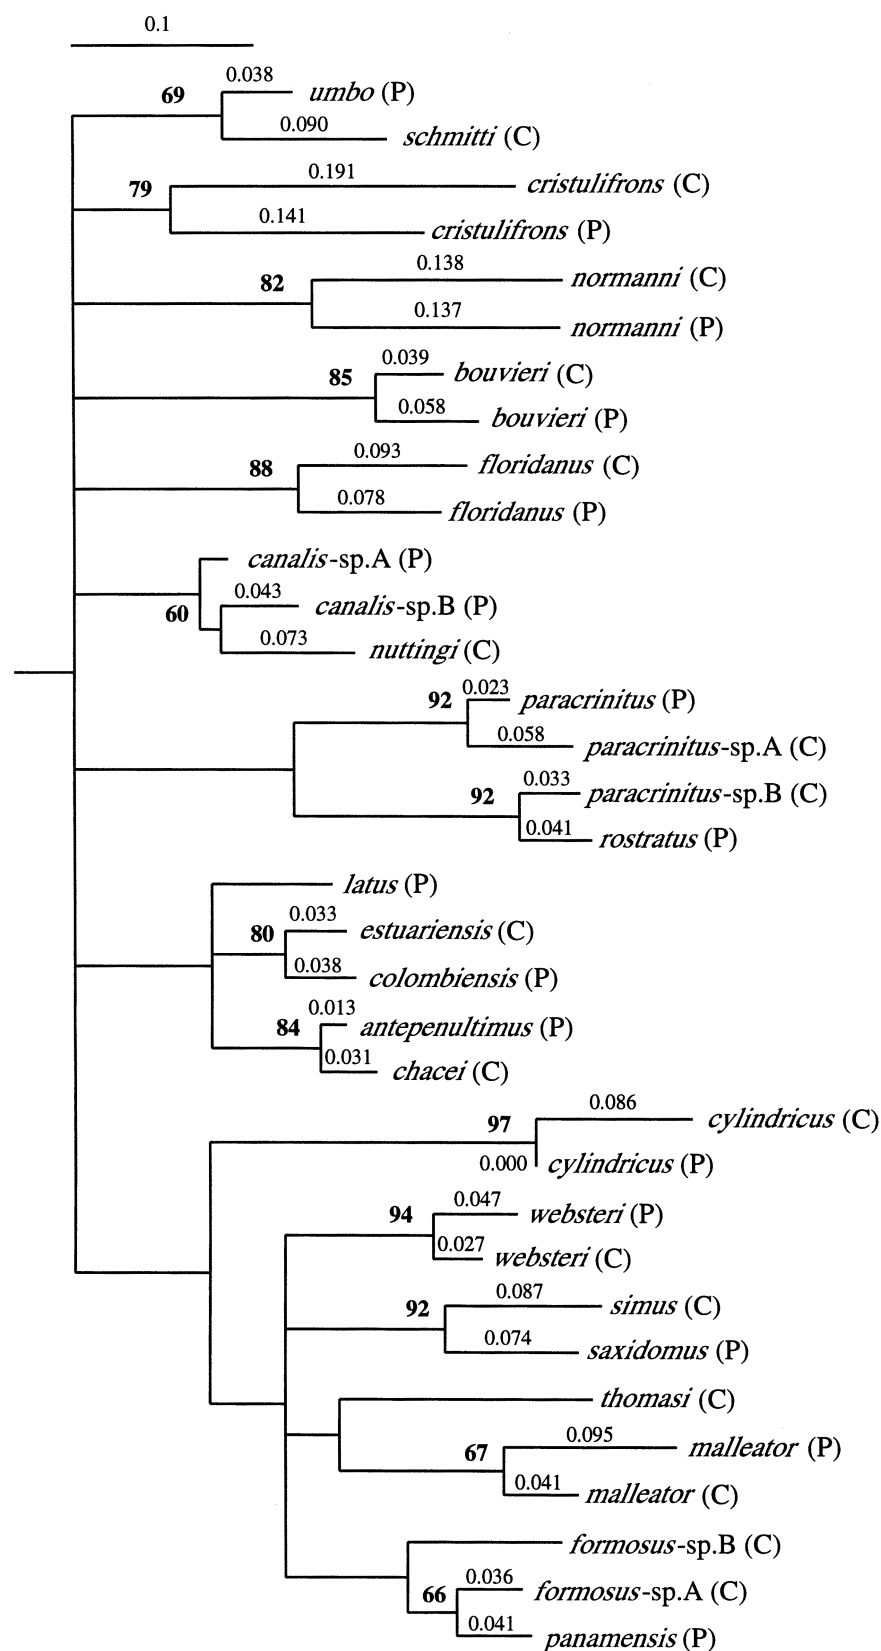 0.1
0.038
69
umbo (P)
0.090
schmitti (C)
0.191
79
cristulifrons (C)
0.141
cristulifrons (P)
0.138
82
normanni (C)
0.137
normanni (P)
0.039
85
bouvieri (C)
0.058
bouvieri (P)
0.093
88
floridanus (C)
0.078
floridanus (P)
canalis-sp.A (P)
0.043
60
canalis-sp.B (P)
0.073
nuttingi (C)
0.023
92
paracrinitus (P)
0.058
paracrinitus-sp.A (C)
0.033
92
paracrinitus-sp.B (C)
0.041
rostratus (P)
latus (P)
0.033
80
estuariensis (C)
0.038
colombiensis (P)
0.013
84
antepenultimus (P)
0.031
chacei (C)
0.086
97
cylindricus (C)
0.000
cylindricus (P)
0.047
94
websteri (P)
0.027
websteri (C)
0.087
92
simus (C)
0.074
saxidomus (P)
thomasi (C)
0.095
67
malleator (P)
0.041
malleator (C)
formosus-sp.B (C)
0.036
66
formosus-sp.A (C)
0.041
panamensis (P)